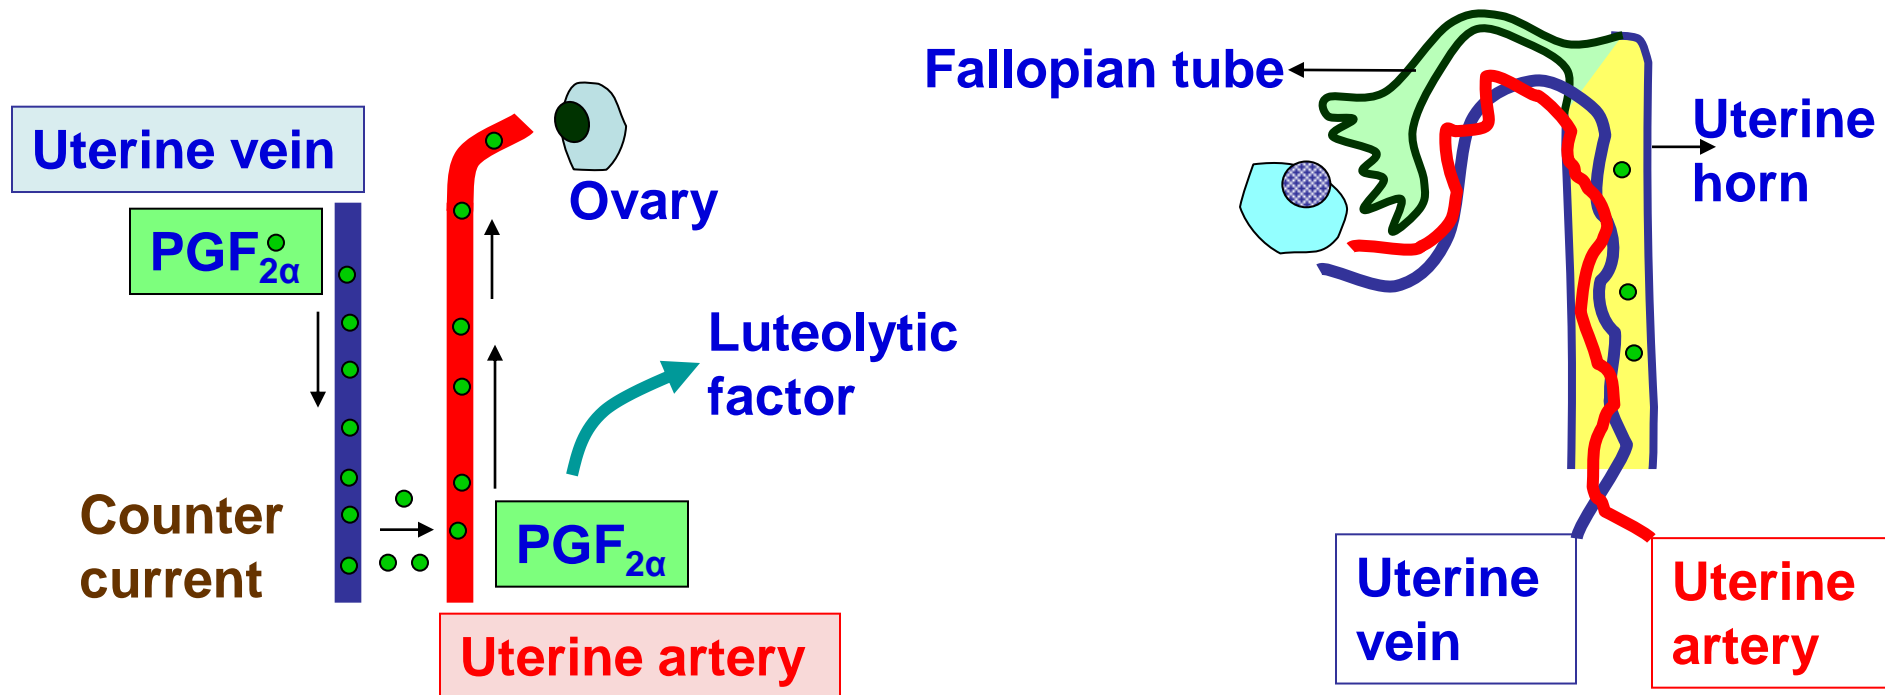 Uterine vein
PGF2α
Ovary
Luteolytic
factor
Counter
current
PGF2α
Uterine artery
Fallopian tube
Uterine
horn
Uterine
vein
Uterine
artery